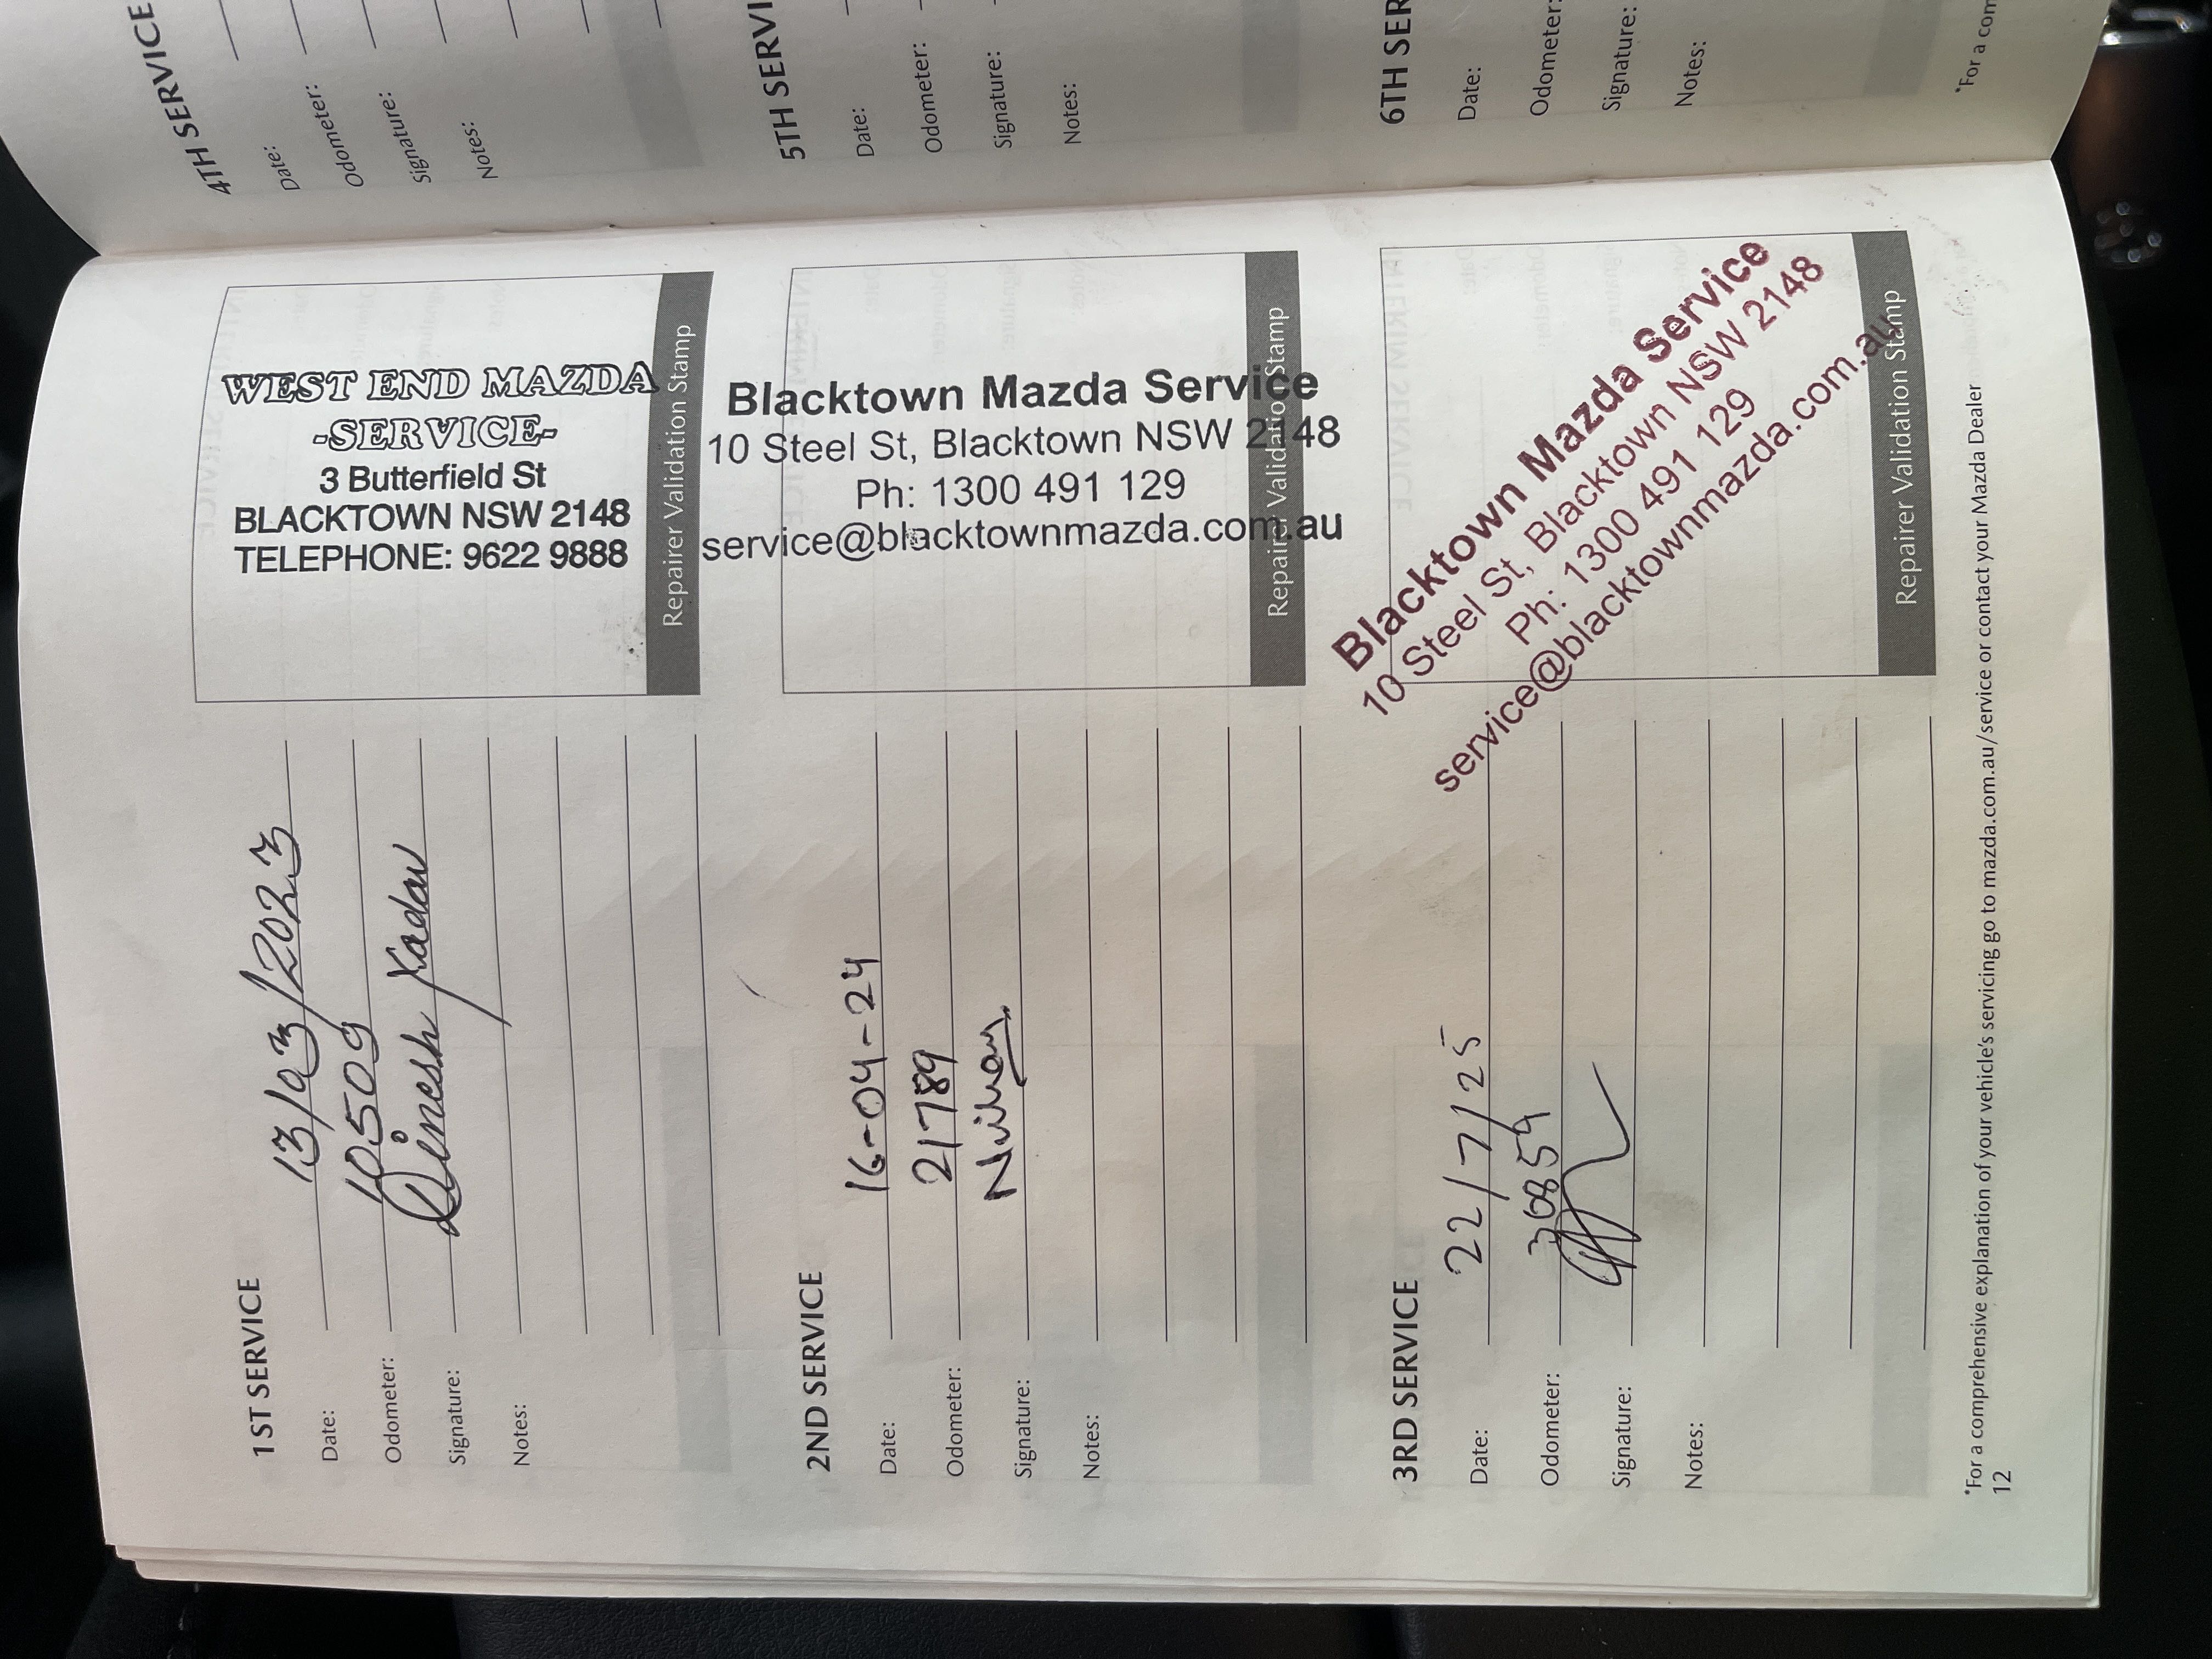 1ST SERVICE
Date: 13/03/2023
Odometer: 10509
Signature: Dinesh Yadav
Notes:
WEST END MAZDA
-SERVICE-
3 Butterfield St
BLACKTOWN NSW 2148
TELEPHONE: 9622 9888
Repairer Validation Stamp
2ND SERVICE
Date: 16-04-24
Odometer: 21789
Signature:
Notes:
Blacktown Mazda Service
10 Steel St, Blacktown NSW 2148
Ph: 1300 491 129
service@blacktownmazda.com.au
Repairer Validation Stamp
3RD SERVICE
Date: 22/7/25
Odometer: 30859
Signature:
Notes:
Blacktown Mazda Service
10 Steel St, Blacktown NSW 2148
Ph: 1300 491 129
service@blacktownmazda.com.au
Repairer Validation Stamp
*For a comprehensive explanation of your vehicle's servicing go to mazda.com.au/service or contact your Mazda Dealer
12
4TH SERVICE
Date:
Odometer:
Signature:
Notes:
5TH SERVI
Date:
Odometer:
Signature:
Notes:
6TH SER
Date:
Odometer:
Signature:
Notes:
*For a com